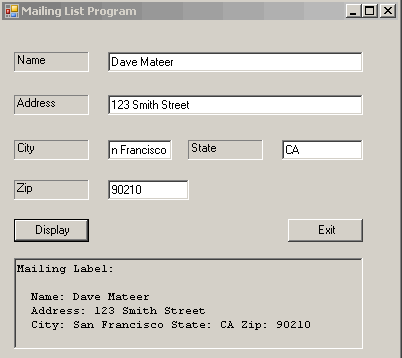 Mailing List Program
Name Dave Mateer
Address 123 Smith Street
City n Francisco State CA
Zip 90210
Display Exit
Mailing Label:
Name: Dave Mateer
Address: 123 Smith Street
City: San Francisco State: CA Zip: 90210